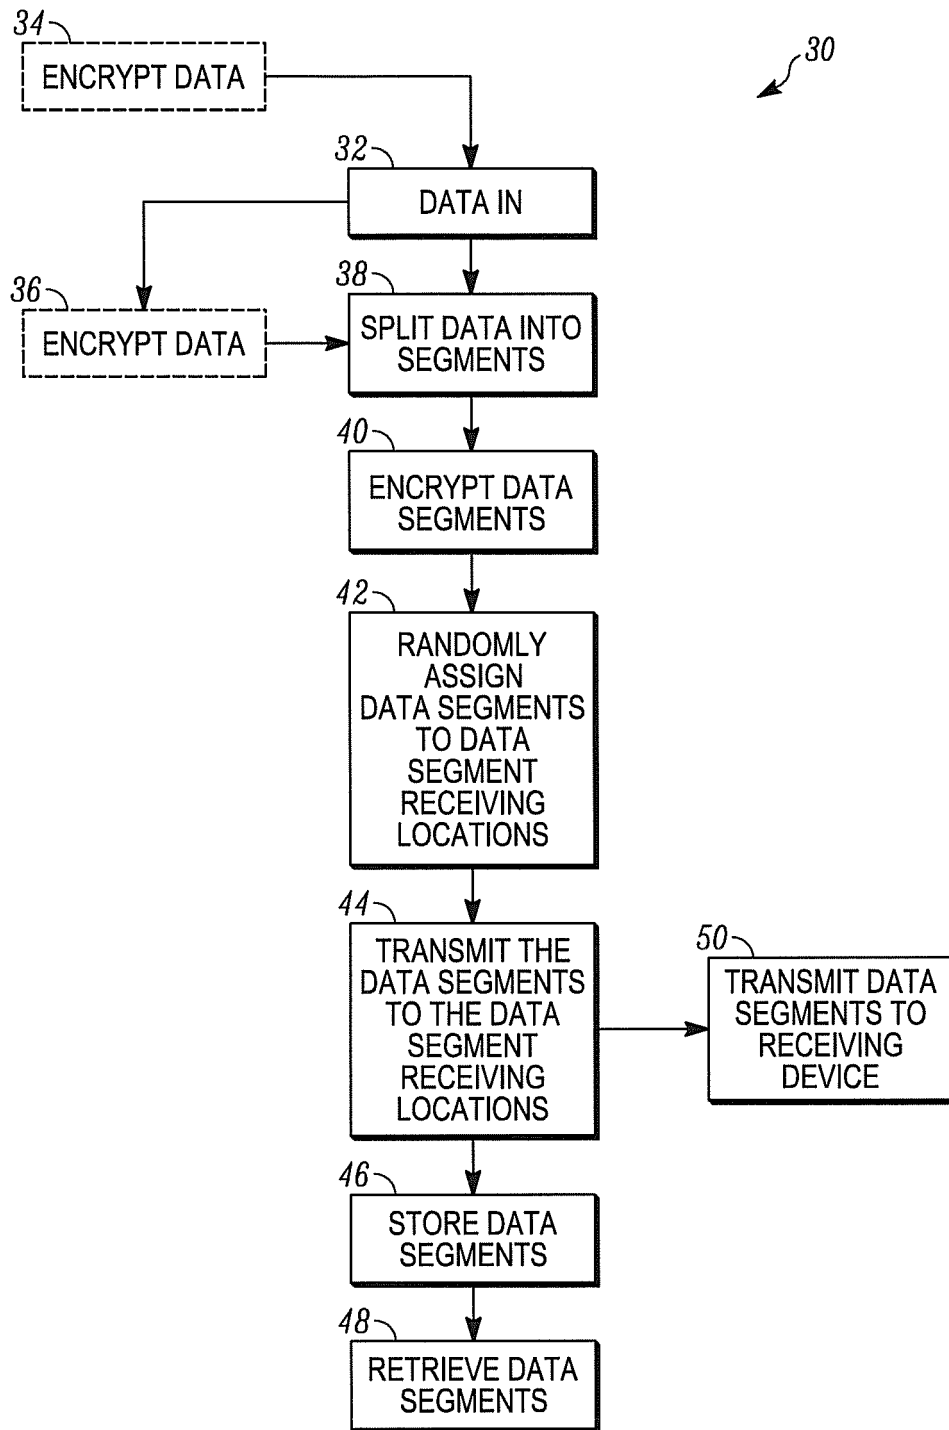 34
ENCRYPT DATA
30
32
DATA IN
36
ENCRYPT DATA
38
SPLIT DATA INTO
SEGMENTS
40
ENCRYPT DATA
SEGMENTS
42
RANDOMLY
ASSIGN
DATA SEGMENTS
TO DATA
SEGMENT
RECEIVING
LOCATIONS
44
TRANSMIT THE
DATA SEGMENTS
TO THE DATA
SEGMENT
RECEIVING
LOCATIONS
50
TRANSMIT DATA
SEGMENTS TO
RECEIVING
DEVICE
46
STORE DATA
SEGMENTS
48
RETRIEVE DATA
SEGMENTS